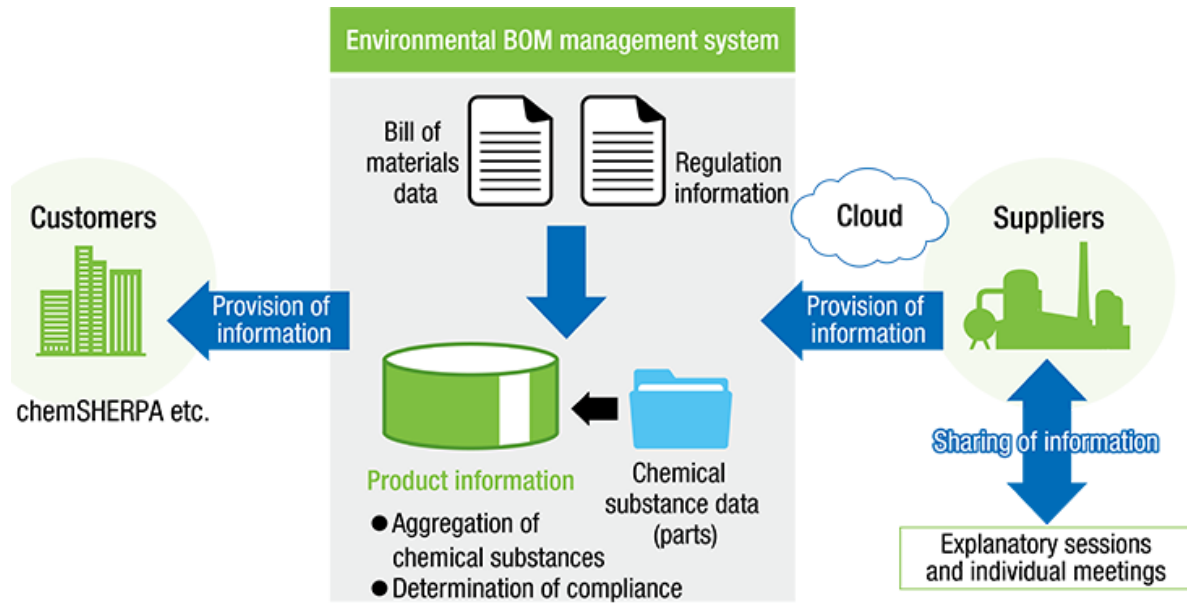 Environmental BOM management system
Bill of
materials
data
Regulation
information
Customers
Provision of
information
chemSHERPA etc.
Cloud
Suppliers
Provision of
information
Sharing of information
Explanatory sessions
and individual meetings
Product information
● Aggregation of
chemical substances
● Determination of compliance
Chemical
substance data
(parts)